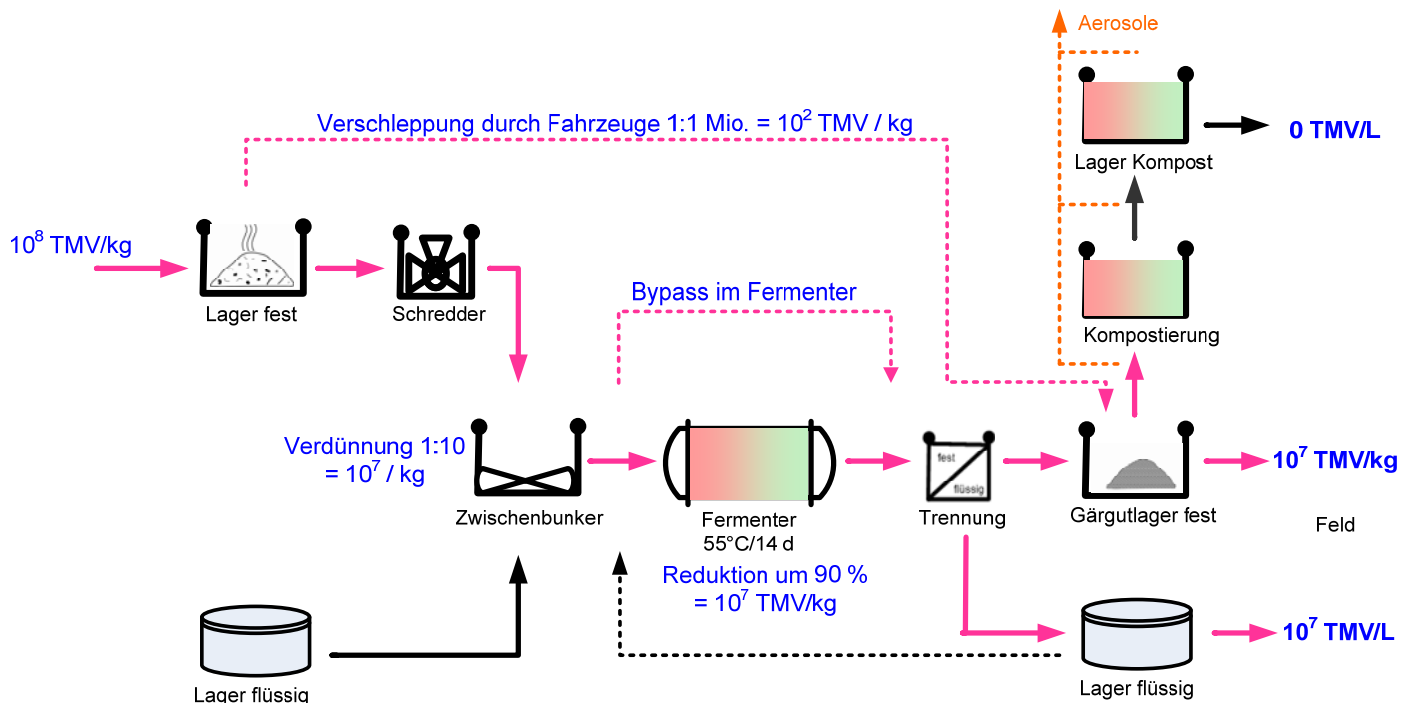 Aerosole
Verschleppung durch Fahrzeuge 1:1 Mio. = 10² TMV / kg
0 TMV/L
Lager Kompost
10⁸ TMV/kg
Lager fest
Schredder
Bypass im Fermenter
Kompostierung
Verdünnung 1:10
= 10⁷ / kg
fest
flüssig
10⁷ TMV/kg
Zwischenbunker
Fermenter
55°C/14 d
Trennung
Gärgutlager fest
Feld
Reduktion um 90 %
= 10⁷ TMV/kg
10⁷ TMV/L
Lager flüssig
Lager flüssig